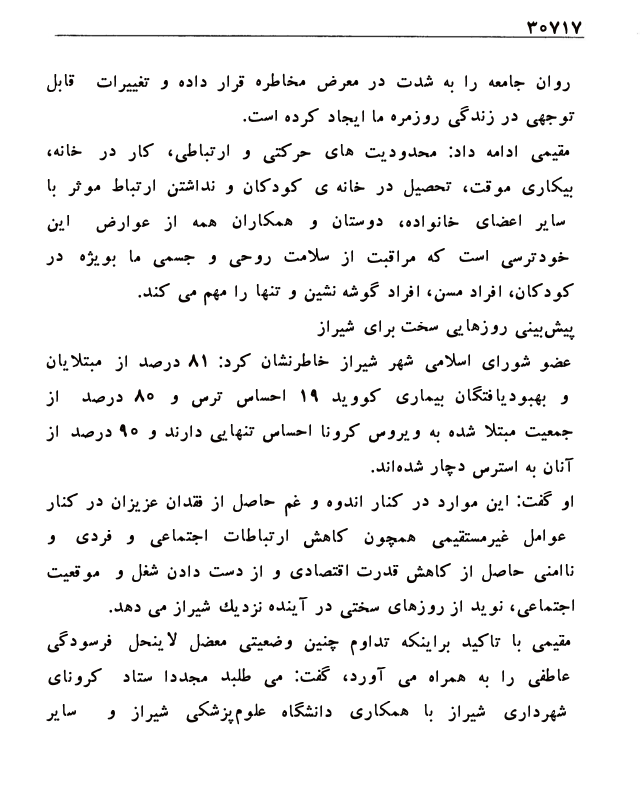 ۳۰۷۱۷
روان جامعه را به شدت در معرض مخاطره قرار داده و تغییرات قابل
توجهی در زندگی روزمره ما ایجاد کرده است.
مقیمی ادامه داد: محدودیت های حرکتی و ارتباطی، کار در خانه،
بیکاری موقت، تحصیل در خانه ی کودکان و نداشتن ارتباط موثر با
سایر اعضای خانواده، دوستان و همکاران همه از عوارض این
خودترسی است که مراقبت از سلامت روحی و جسمی ما بویژه در
کودکان، افراد مسن، افراد گوشه نشین و تنها را مهم می کند.
پیش‌بینی روزهایی سخت برای شیراز
عضو شورای اسلامی شهر شیراز خاطرنشان کرد: ۸۱ درصد از مبتلایان
و بهبودیافتگان بیماری کووید ۱۹ احساس ترس و ۸۰ درصد از
جمعیت مبتلا شده به ویروس کرونا احساس تنهایی دارند و ۹۰ درصد از
آنان به استرس دچار شده‌اند.
او گفت: این موارد در کنار اندوه و غم حاصل از فقدان عزیزان در کنار
عوامل غیرمستقیمی همچون کاهش ارتباطات اجتماعی و فردی و
ناامنی حاصل از کاهش قدرت اقتصادی و از دست دادن شغل و موقعیت
اجتماعی، نوید از روزهای سختی در آینده نزدیك شیراز می دهد.
مقیمی با تاکید براینکه تداوم چنین وضعیتی معضل لاینحل فرسودگی
عاطفی را به همراه می آورد، گفت: می طلبد مجددا ستاد کرونای
شهرداری شیراز با همکاری دانشگاه علوم‌پزشکی شیراز و سایر